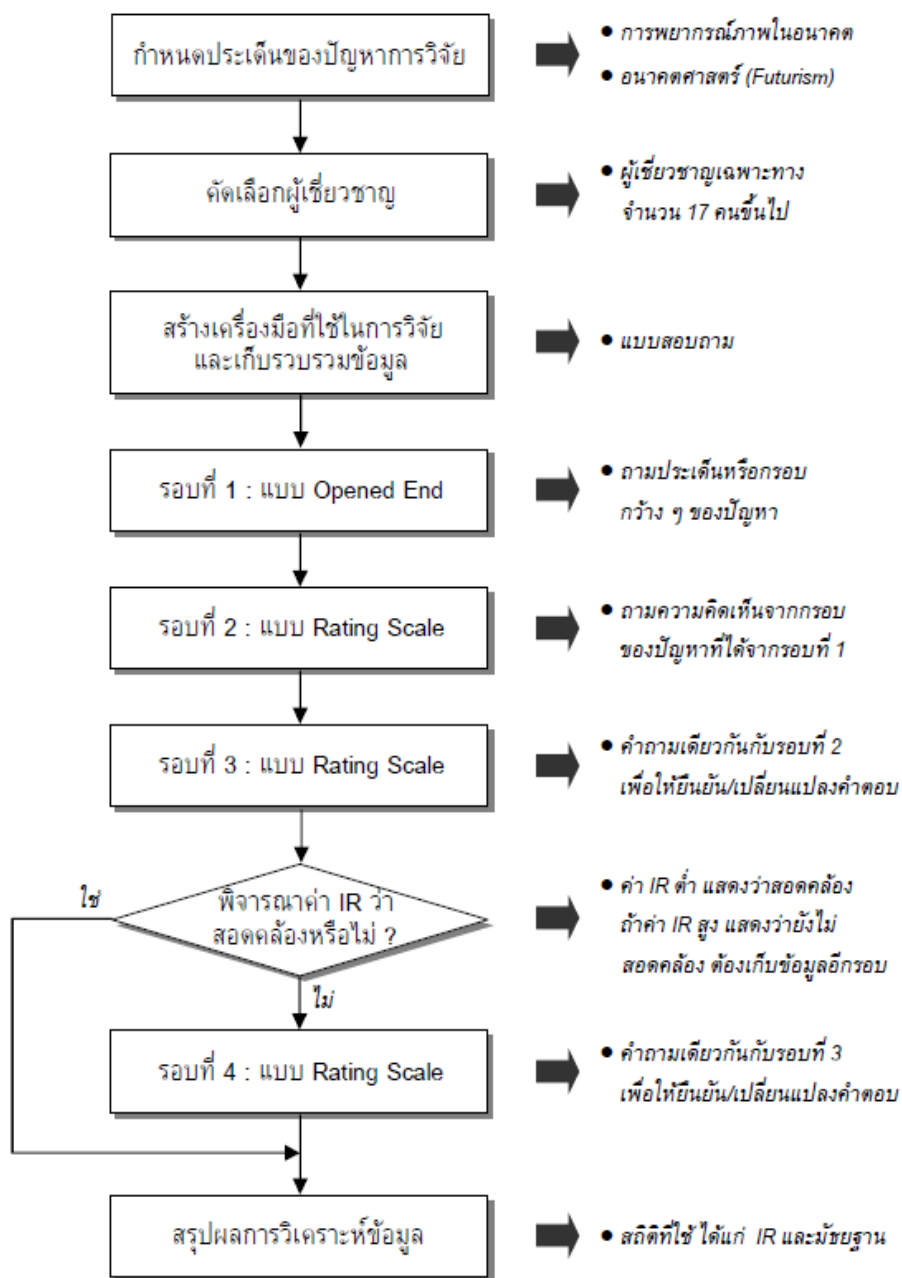 กำหนดประเด็นของปัญหาการวิจัย
● การพยากรณ์ภาพในอนาคต
● อนาคตศาสตร์ (Futurism)
คัดเลือกผู้เชี่ยวชาญ
● ผู้เชี่ยวชาญเฉพาะทาง
จำนวน 17 คนขึ้นไป
สร้างเครื่องมือที่ใช้ในการวิจัย
และเก็บรวบรวมข้อมูล
● แบบสอบถาม
รอบที่ 1 : แบบ Opened End
● ถามประเด็นหรือกรอบ
กว้าง ๆ ของปัญหา
รอบที่ 2 : แบบ Rating Scale
● ถามความคิดเห็นจากกรอบ
ของปัญหาที่ได้จากรอบที่ 1
รอบที่ 3 : แบบ Rating Scale
● คำถามเดียวกันกับรอบที่ 2
เพื่อให้ยืนยัน/เปลี่ยนแปลงคำตอบ
ใช่
พิจารณาค่า IR ว่า
สอดคล้องหรือไม่ ?
● ค่า IR ต่ำ แสดงว่าสอดคล้อง
ถ้าค่า IR สูง แสดงว่ายังไม่
สอดคล้อง ต้องเก็บข้อมูลอีกรอบ
ไม่
รอบที่ 4 : แบบ Rating Scale
● คำถามเดียวกันกับรอบที่ 3
เพื่อให้ยืนยัน/เปลี่ยนแปลงคำตอบ
สรุปผลการวิเคราะห์ข้อมูล
● สถิติที่ใช้ ได้แก่ IR และมัชยฐาน